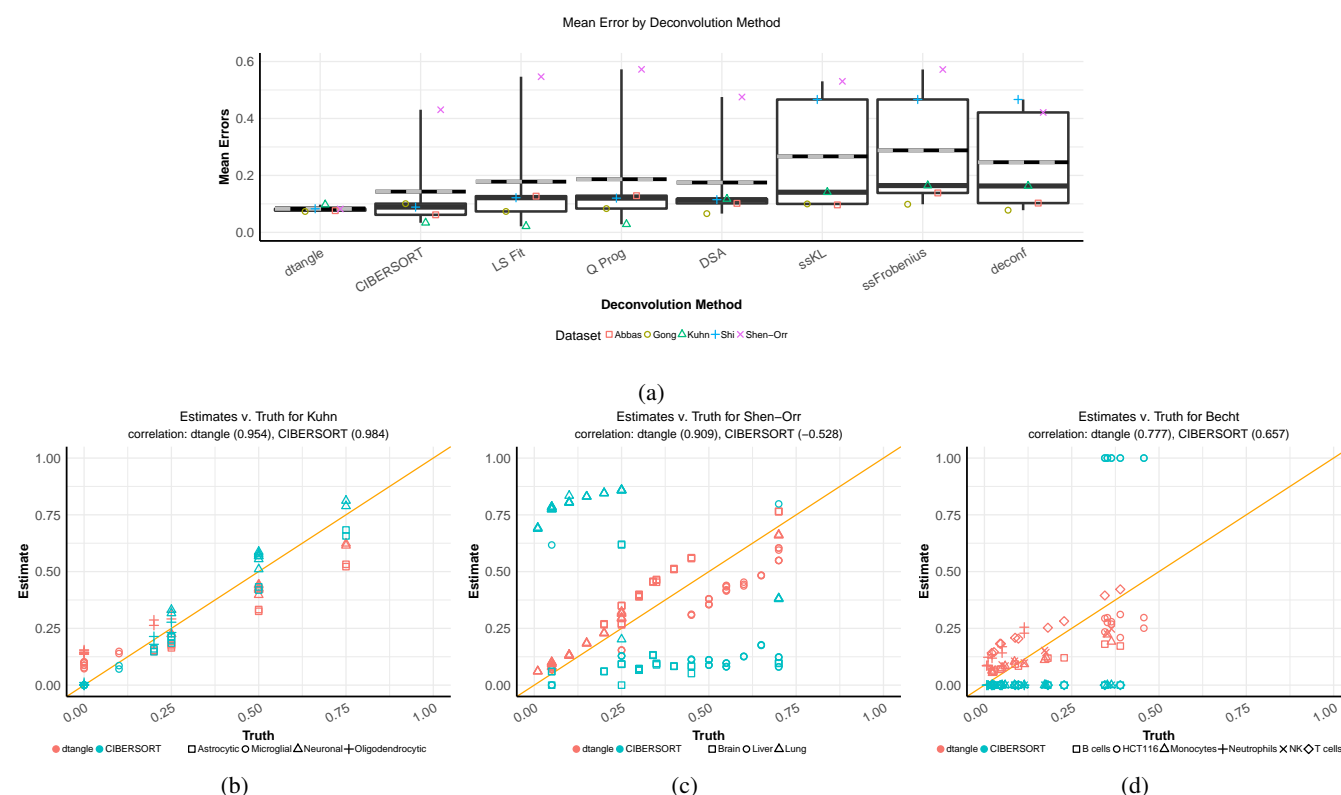 Mean Error by Deconvolution Method
0.6
0.4
0.2
0.0
Mean Errors
dtangle
CIBERSORT
LS Fit
Q Prog
DSA
ssKL
ssFrobenius
deconf
Deconvolution Method
Dataset Abbas Gong Kuhn Shi Shen−Orr
(a)
Estimates v. Truth for Kuhn
correlation: dtangle (0.954), CIBERSORT (0.984)
1.00
0.75
0.50
0.25
0.00
Estimate
0.00 0.25 0.50 0.75 1.00
Truth
dtangle CIBERSORT Astrocytic Microglial Neuronal Oligodendrocytic
(b)
Estimates v. Truth for Shen−Orr
correlation: dtangle (0.909), CIBERSORT (−0.528)
1.00
0.75
0.50
0.25
0.00
Estimate
0.00 0.25 0.50 0.75 1.00
Truth
dtangle CIBERSORT Brain Liver Lung
(c)
Estimates v. Truth for Becht
correlation: dtangle (0.777), CIBERSORT (0.657)
1.00
0.75
0.50
0.25
0.00
Estimate
0.00 0.25 0.50 0.75 1.00
Truth
dtangle CIBERSORT B cells HCT116 Monocytes Neutrophils NK T cells
(d)